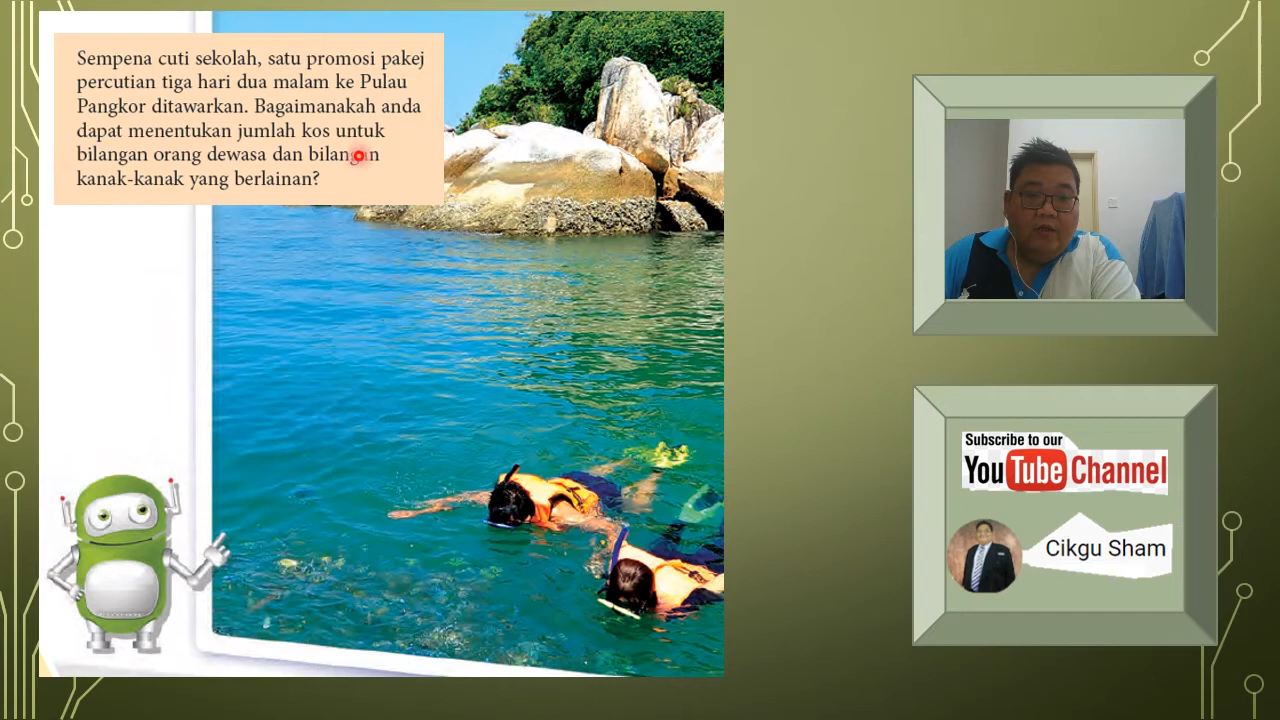 Sempena cuti sekolah, satu promosi pakej
percutian tiga hari dua malam ke Pulau
Pangkor ditawarkan. Bagaimanakah anda
dapat menentukan jumlah kos untuk
bilangan orang dewasa dan bilangan
kanak-kanak yang berlainan?
Subscribe to our
YouTube Channel
Cikgu Sham